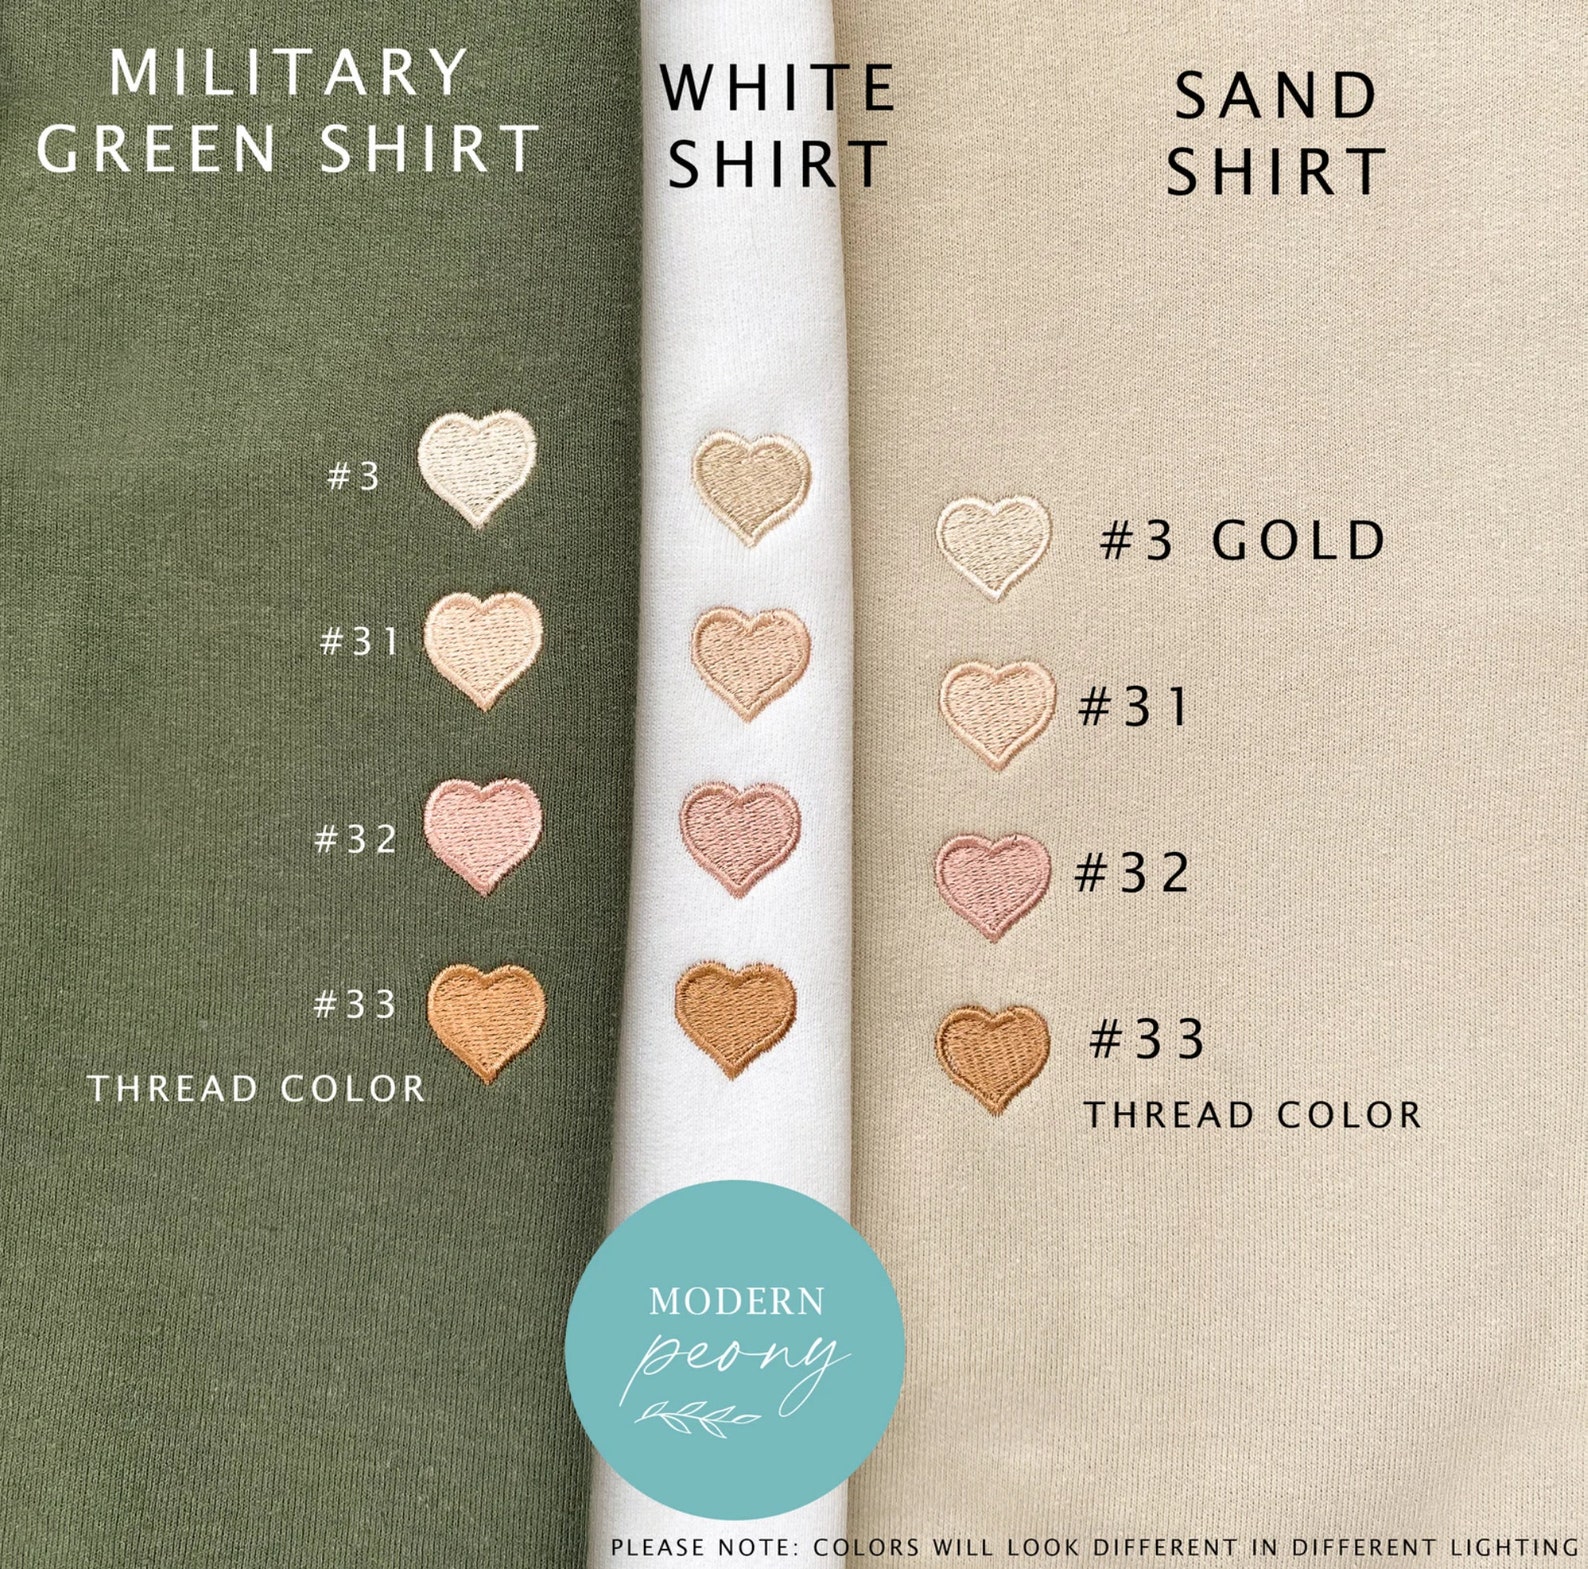 MILITARY
GREEN SHIRT
WHITE
SHIRT
SAND
SHIRT
#3
#31
#32
#33
THREAD COLOR
#3 GOLD
#31
#32
#33
THREAD COLOR
MODERN
peony
PLEASE NOTE: COLORS WILL LOOK DIFFERENT IN DIFFERENT LIGHTING